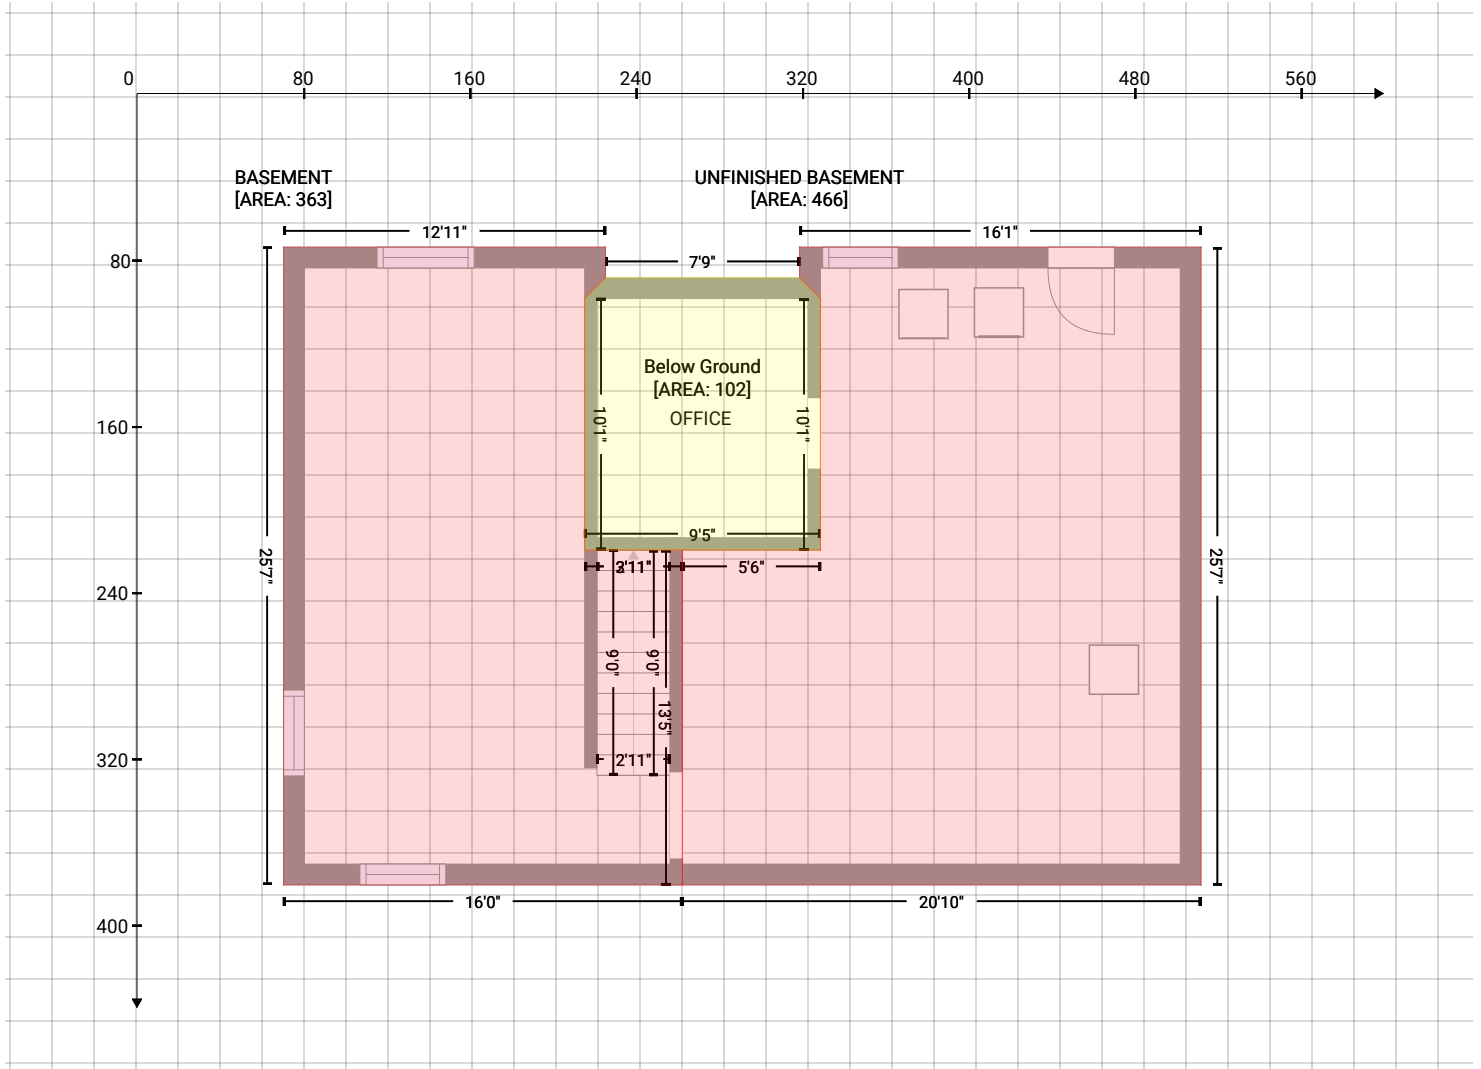 0 80 160 240 320 400 480 560
BASEMENT
[AREA: 363]
UNFINISHED BASEMENT
[AREA: 466]
12'11"
16'1"
7'9"
80
Below Ground
[AREA: 102]
OFFICE
10'1"
10'1"
160
9'5"
2'11"
5'6"
25'7"
25'7"
240
9'0"
9'0"
13'5"
2'11"
320
16'0"
20'10"
400